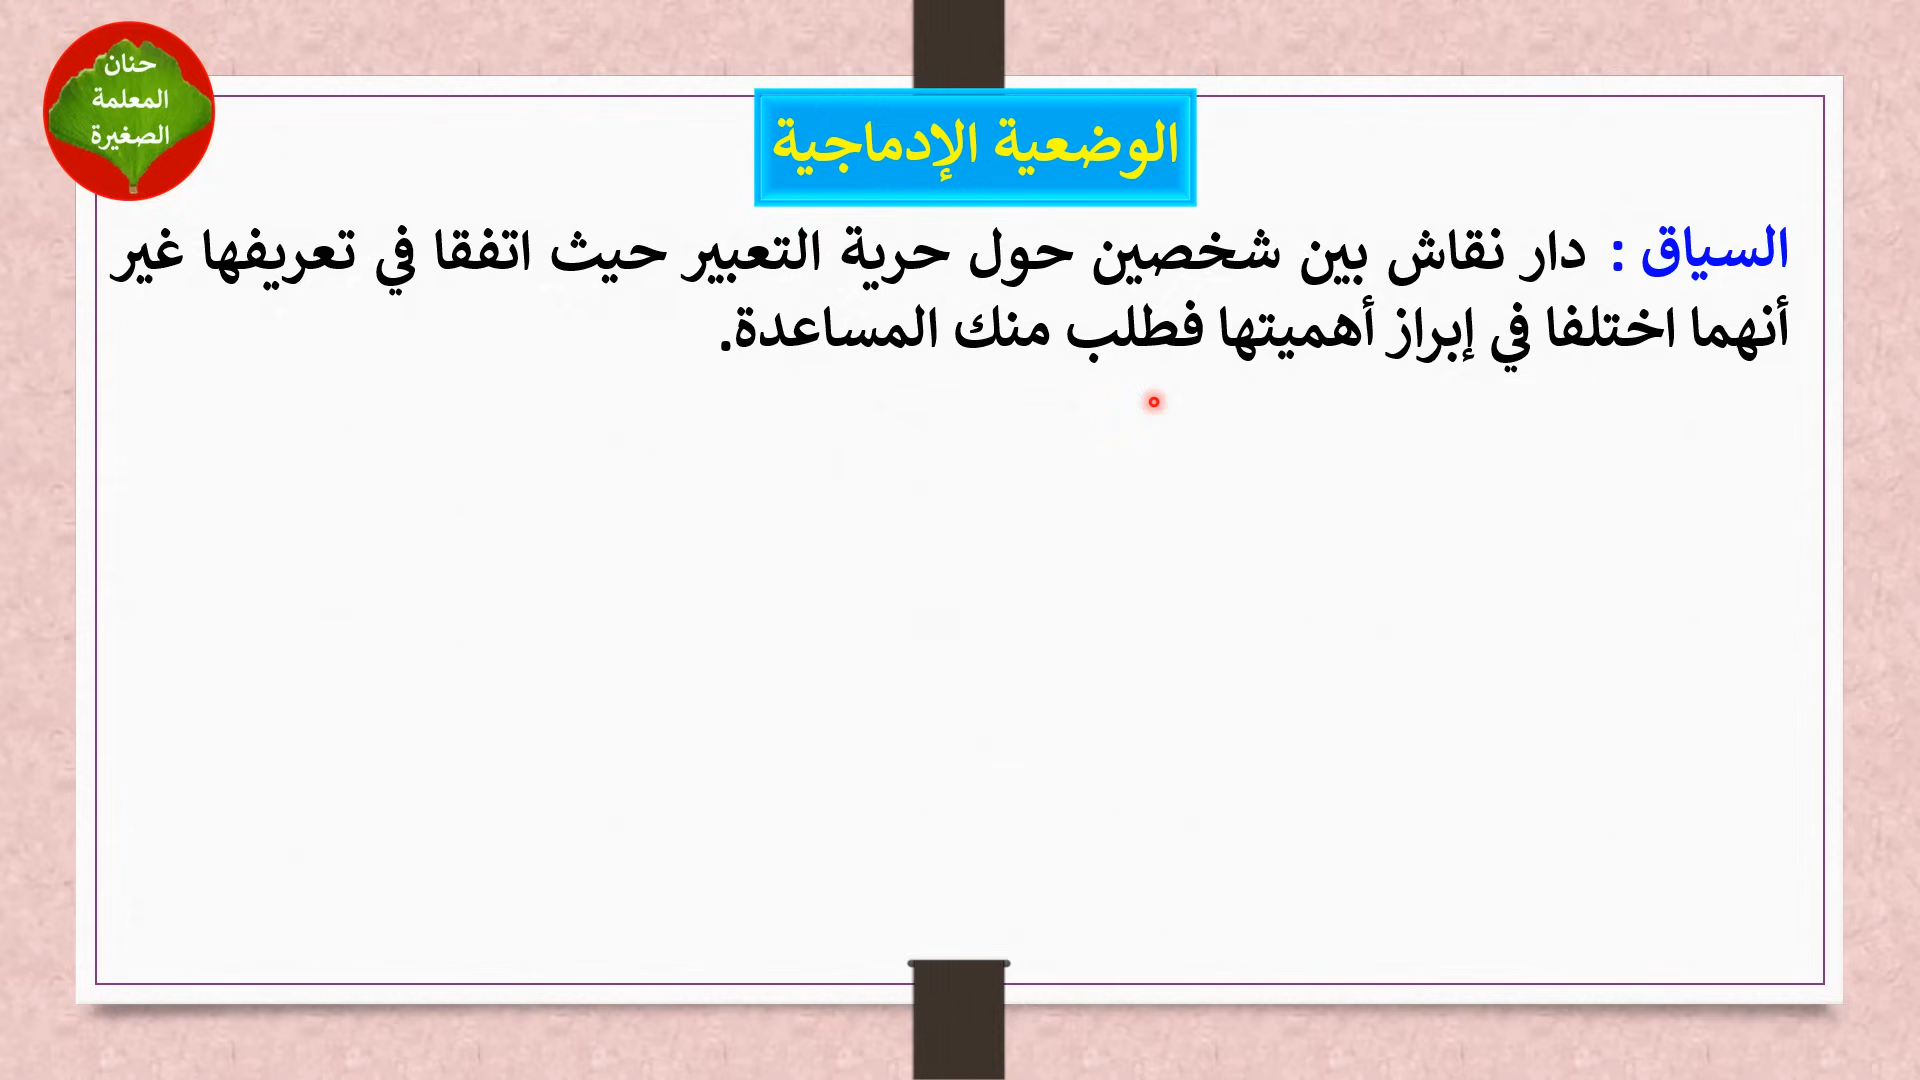 حنان
المعلمة
الصغيرة
الوضعية الإدماجية
السياق : دار نقاش بين شخصين حول حرية التعبير حيث اتفقا في تعريفها غير
أنهما اختلفا في إبراز أهميتها فطلب منك المساعدة.